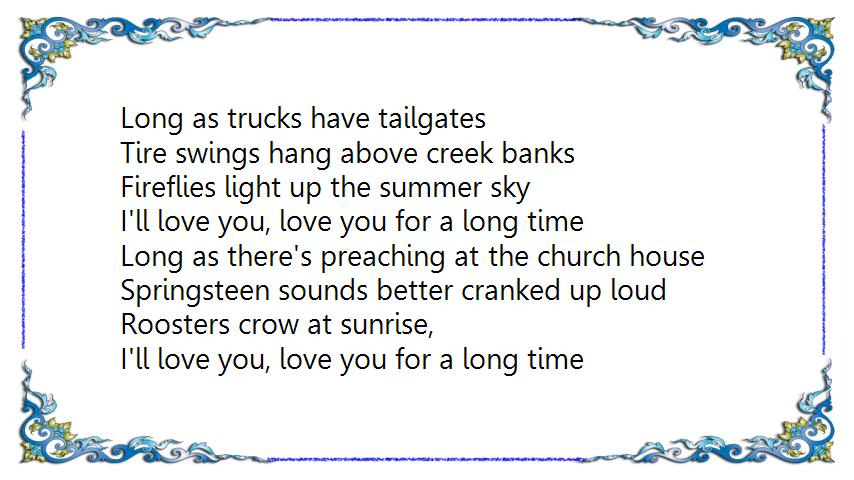 Long as trucks have tailgates
Tire swings hang above creek banks
Fireflies light up the summer sky
I'll love you, love you for a long time
Long as there's preaching at the church house
Springsteen sounds better cranked up loud
Roosters crow at sunrise,
I'll love you, love you for a long time